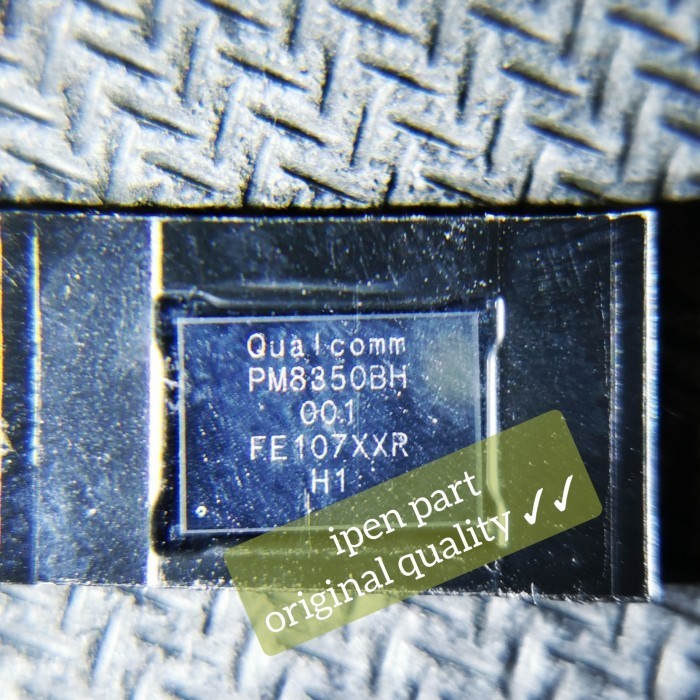 Qualcomm
PM8350BH
001
FE107XXR
H1
ipen part
original quality ✓✓